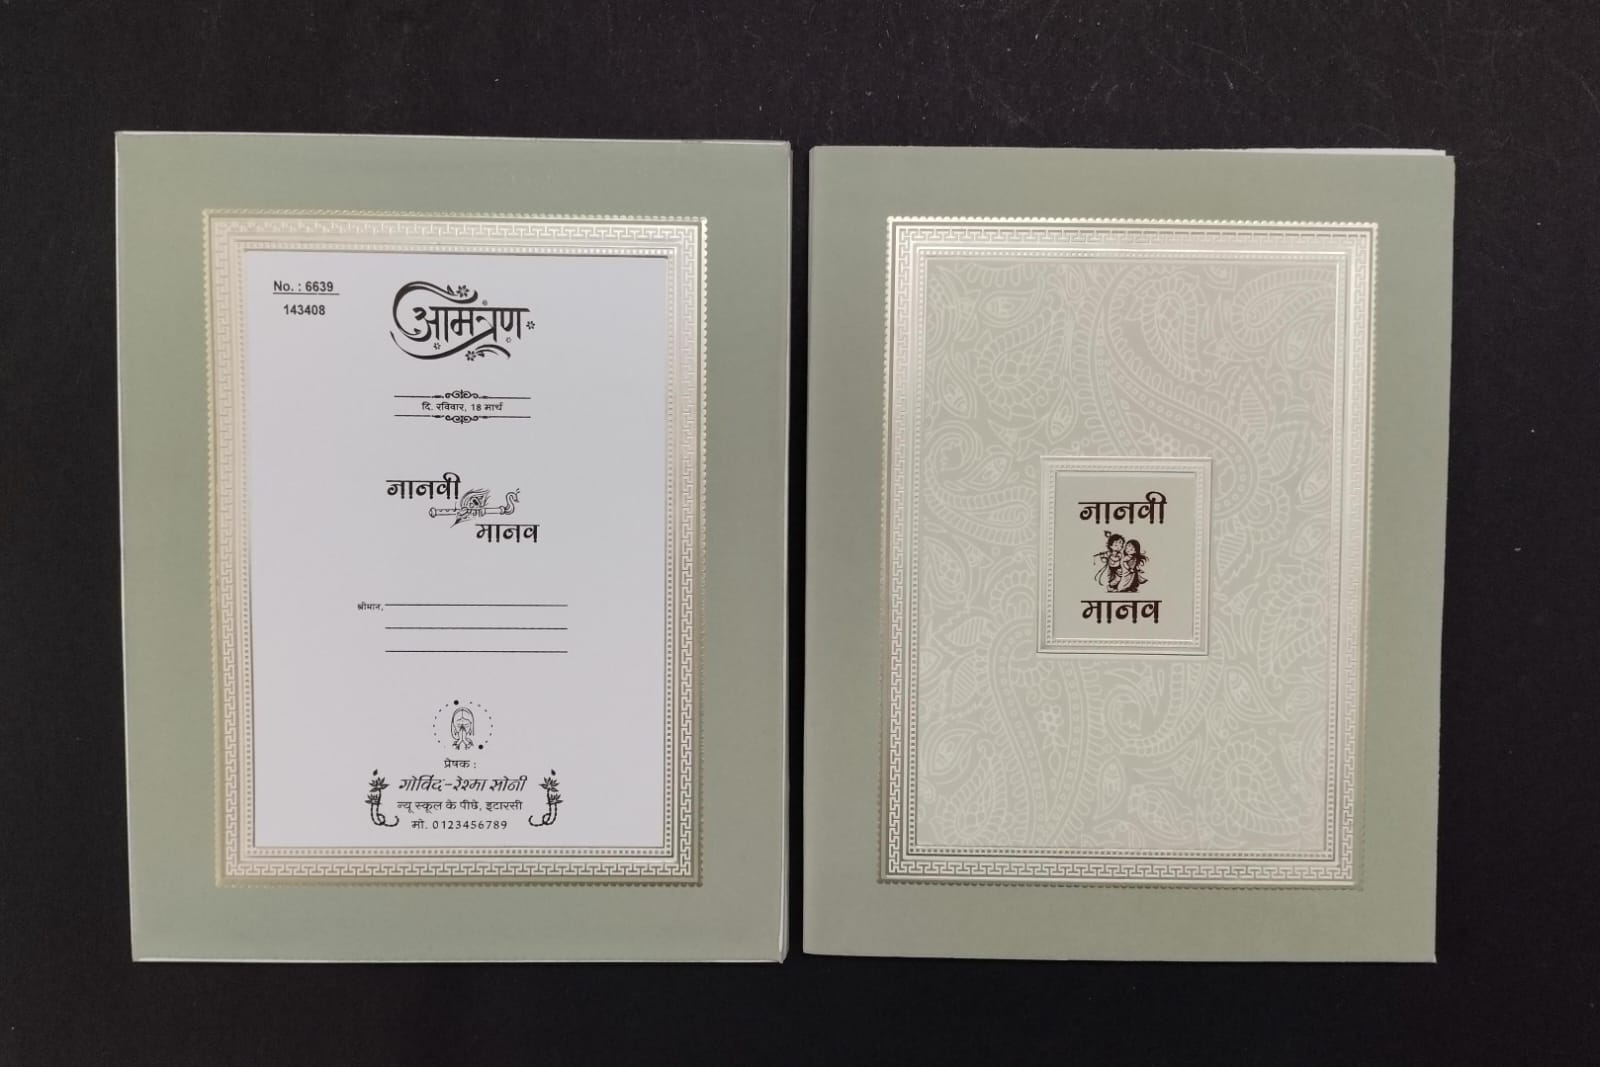 No. : 6639
143408
आमंत्रण
दि. रविवार, 18 मार्च
जानवी
मानव
श्रीमान,
प्रेषक :
गोविंद-रेश्मा सोनी
न्यू स्कूल के पीछे, इटारसी
मो. 0123456789
जानवी
मानव